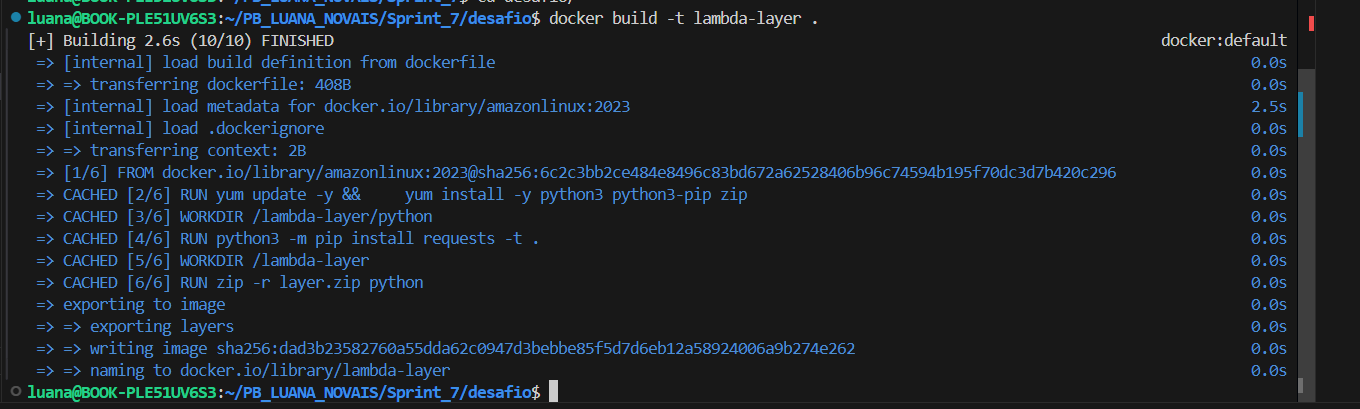 luana@BOOK-PLE51UV6S3:~/PB_LUANA_NOVAIS/Sprint_7/desafio$ docker build -t lambda-layer .
[+] Building 2.6s (10/10) FINISHED docker:default
=> [internal] load build definition from dockerfile 0.0s
=> => transferring dockerfile: 408B 0.0s
=> [internal] load metadata for docker.io/library/amazonlinux:2023 2.5s
=> [internal] load .dockerignore 0.0s
=> => transferring context: 2B 0.0s
=> [1/6] FROM docker.io/library/amazonlinux:2023@sha256:6c2c3bb2ce484e8496c83bd672a62528406b96c74594b195f70dc3d7b420c296 0.0s
=> CACHED [2/6] RUN yum update -y &&     yum install -y python3 python3-pip zip 0.0s
=> CACHED [3/6] WORKDIR /lambda-layer/python 0.0s
=> CACHED [4/6] RUN python3 -m pip install requests -t . 0.0s
=> CACHED [5/6] WORKDIR /lambda-layer 0.0s
=> CACHED [6/6] RUN zip -r layer.zip python 0.0s
=> exporting to image 0.0s
=> => exporting layers 0.0s
=> => writing image sha256:dad3b23582760a55dda62c0947d3bebbe85f5d7d6eb12a58924006a9b274e262 0.0s
=> => naming to docker.io/library/lambda-layer 0.0s
luana@BOOK-PLE51UV6S3:~/PB_LUANA_NOVAIS/Sprint_7/desafio$